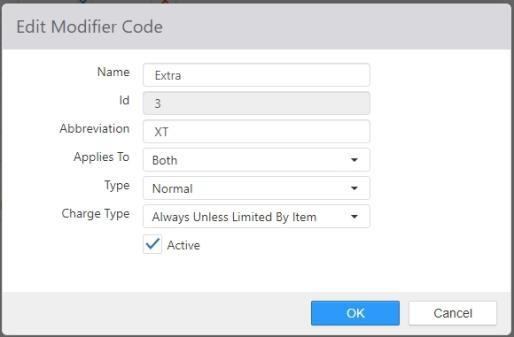 Edit Modifier Code
Name Extra
Id 3
Abbreviation XT
Applies To Both
Type Normal
Charge Type Always Unless Limited By Item
Active
OK Cancel